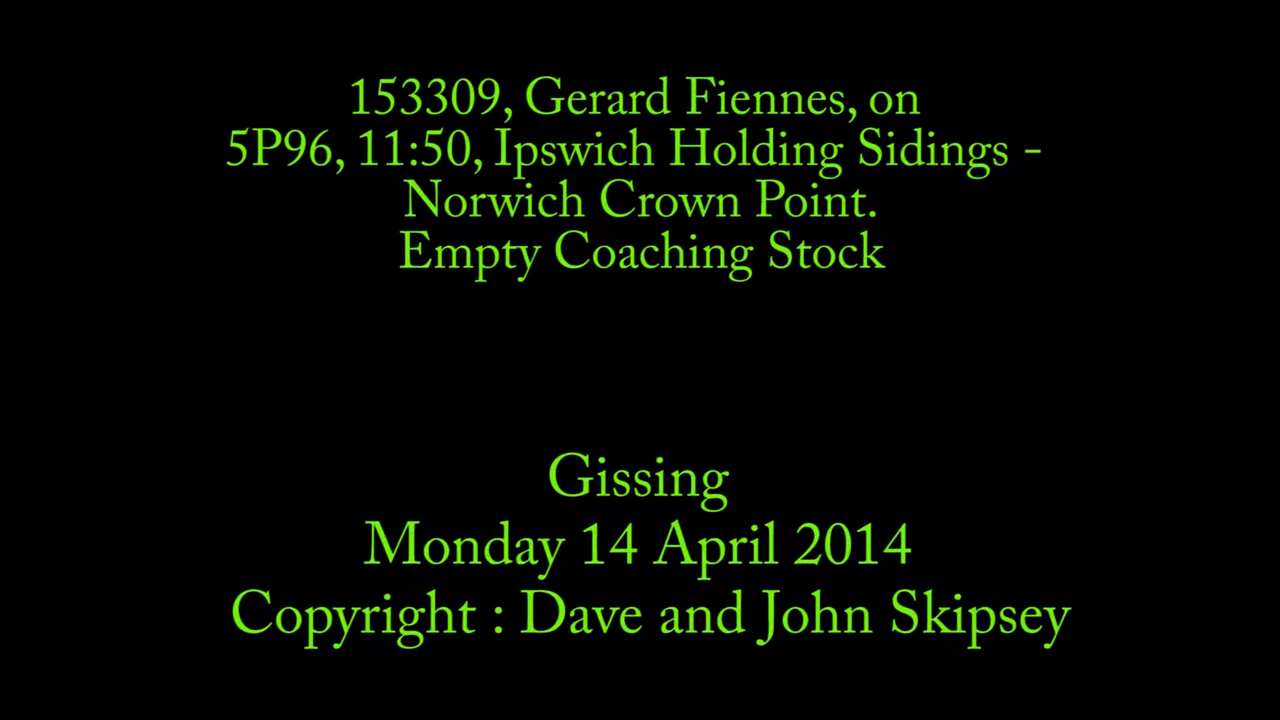 153309, Gerard Fiennes, on
5P96, 11:50, Ipswich Holding Sidings -
Norwich Crown Point.
Empty Coaching Stock
Gissing
Monday 14 April 2014
Copyright : Dave and John Skipsey